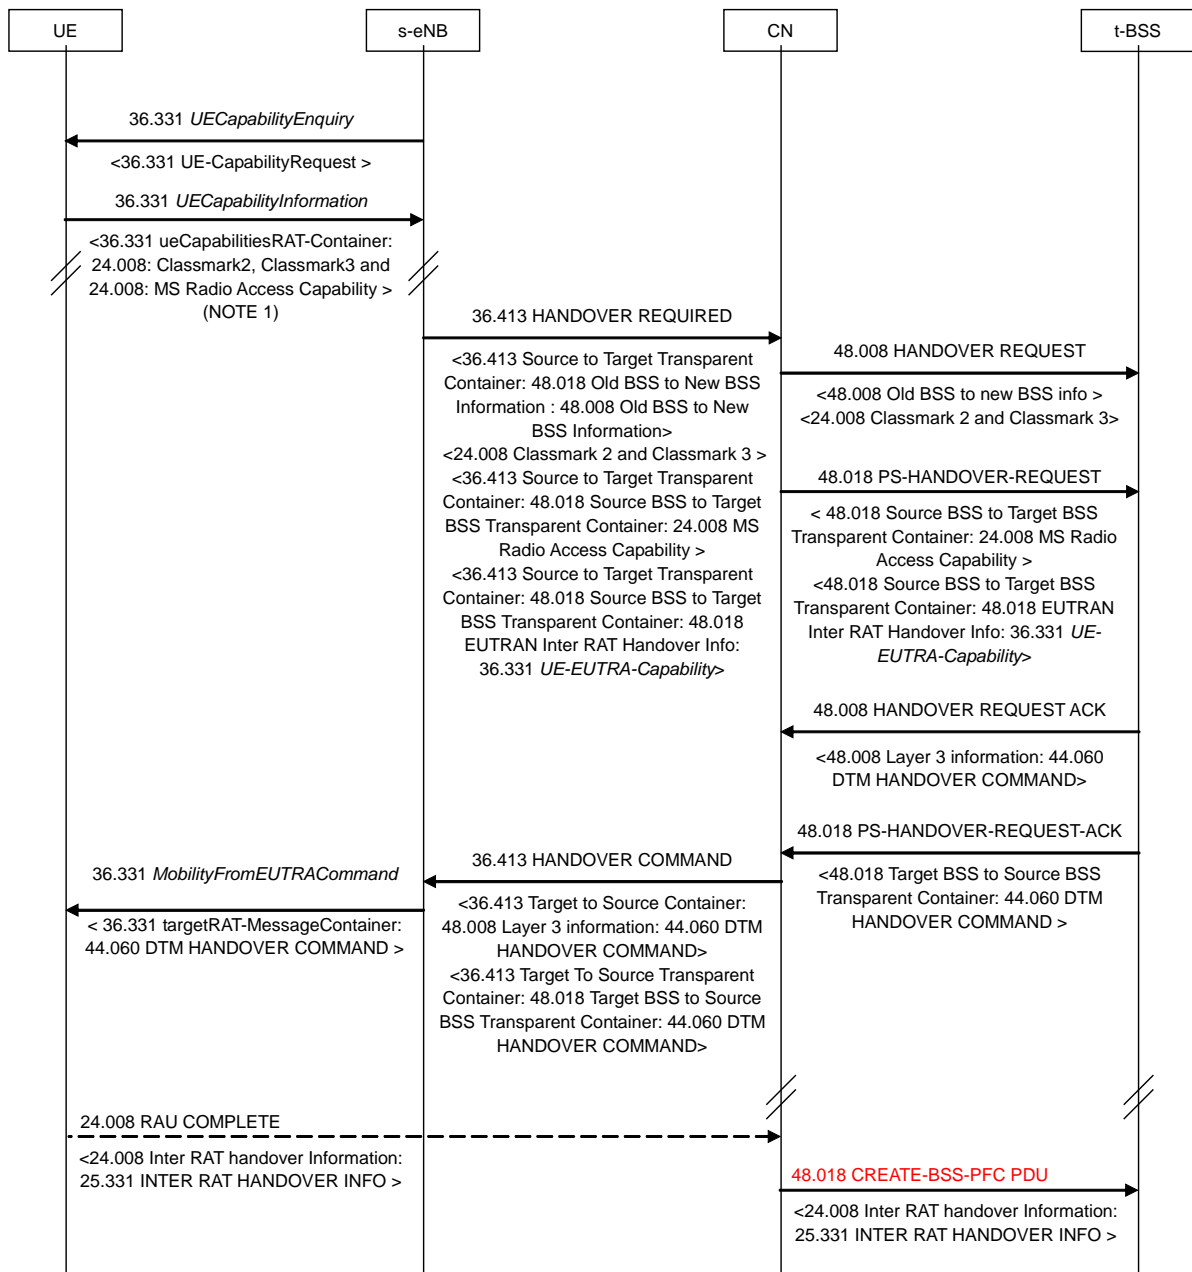 UE
s-eNB
CN
t-BSS
36.331 UECapabilityEnquiry
<36.331 UE-CapabilityRequest >
36.331 UECapabilityInformation
<36.331 ueCapabilitiesRAT-Container:
24.008: Classmark2, Classmark3 and
24.008: MS Radio Access Capability >
(NOTE 1)
36.413 HANDOVER REQUIRED
<36.413 Source to Target Transparent
Container: 48.018 Old BSS to New BSS
Information : 48.008 Old BSS to New
BSS Information>
<24.008 Classmark 2 and Classmark 3 >
<36.413 Source to Target Transparent
Container: 48.018 Source BSS to Target
BSS Transparent Container: 24.008 MS
Radio Access Capability >
<36.413 Source to Target Transparent
Container: 48.018 Source BSS to Target
BSS Transparent Container: 48.018
EUTRAN Inter RAT Handover Info:
36.331 UE-EUTRA-Capability>
48.008 HANDOVER REQUEST
<48.008 Old BSS to new BSS info >
<24.008 Classmark 2 and Classmark 3>
48.018 PS-HANDOVER-REQUEST
< 48.018 Source BSS to Target BSS
Transparent Container: 24.008 MS Radio
Access Capability >
<48.018 Source BSS to Target BSS
Transparent Container: 48.018 EUTRAN
Inter RAT Handover Info: 36.331 UE-
EUTRA-Capability>
48.008 HANDOVER REQUEST ACK
<48.008 Layer 3 information: 44.060
DTM HANDOVER COMMAND>
48.018 PS-HANDOVER-REQUEST-ACK
<48.018 Target BSS to Source BSS
Transparent Container: 44.060 DTM
HANDOVER COMMAND >
36.413 HANDOVER COMMAND
<36.413 Target to Source Container:
48.008 Layer 3 information: 44.060 DTM
HANDOVER COMMAND>
<36.413 Target To Source Transparent
Container: 48.018 Target BSS to Source
BSS Transparent Container: 44.060 DTM
HANDOVER COMMAND>
36.331 MobilityFromEUTRACommand
< 36.331 targetRAT-MessageContainer:
44.060 DTM HANDOVER COMMAND >
24.008 RAU COMPLETE
<24.008 Inter RAT handover Information:
25.331 INTER RAT HANDOVER INFO >
48.018 CREATE-BSS-PFC PDU
<24.008 Inter RAT handover Information:
25.331 INTER RAT HANDOVER INFO >